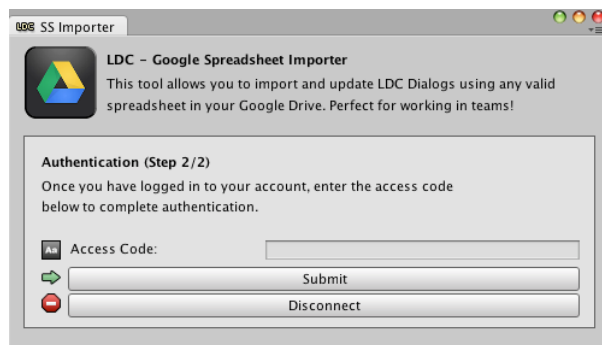 LDC SS Importer
LDC - Google Spreadsheet Importer
This tool allows you to import and update LDC Dialogs using any valid
spreadsheet in your Google Drive. Perfect for working in teams!
Authentication (Step 2/2)
Once you have logged in to your account, enter the access code
below to complete authentication.
Aa Access Code:
Submit
Disconnect